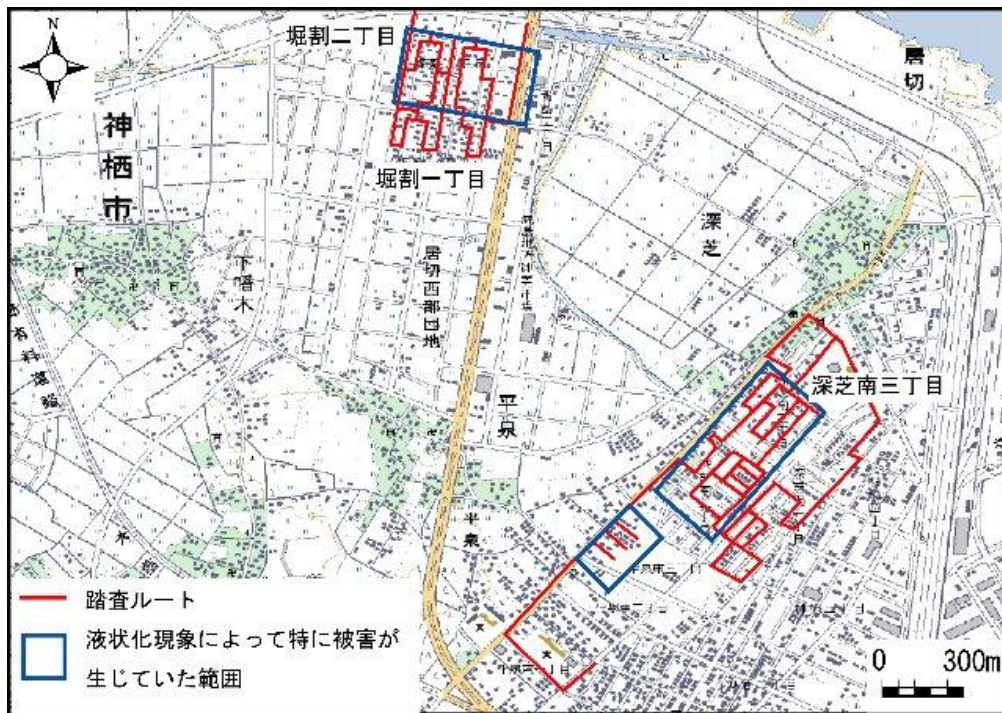 N
堀割二丁目
居切
神栖市
堀割一丁目
深芝
下幡木
居切西部団地
平泉
深芝南三丁目
平泉
踏査ルート
液状化現象によって特に被害が
生じていた範囲
0 300m